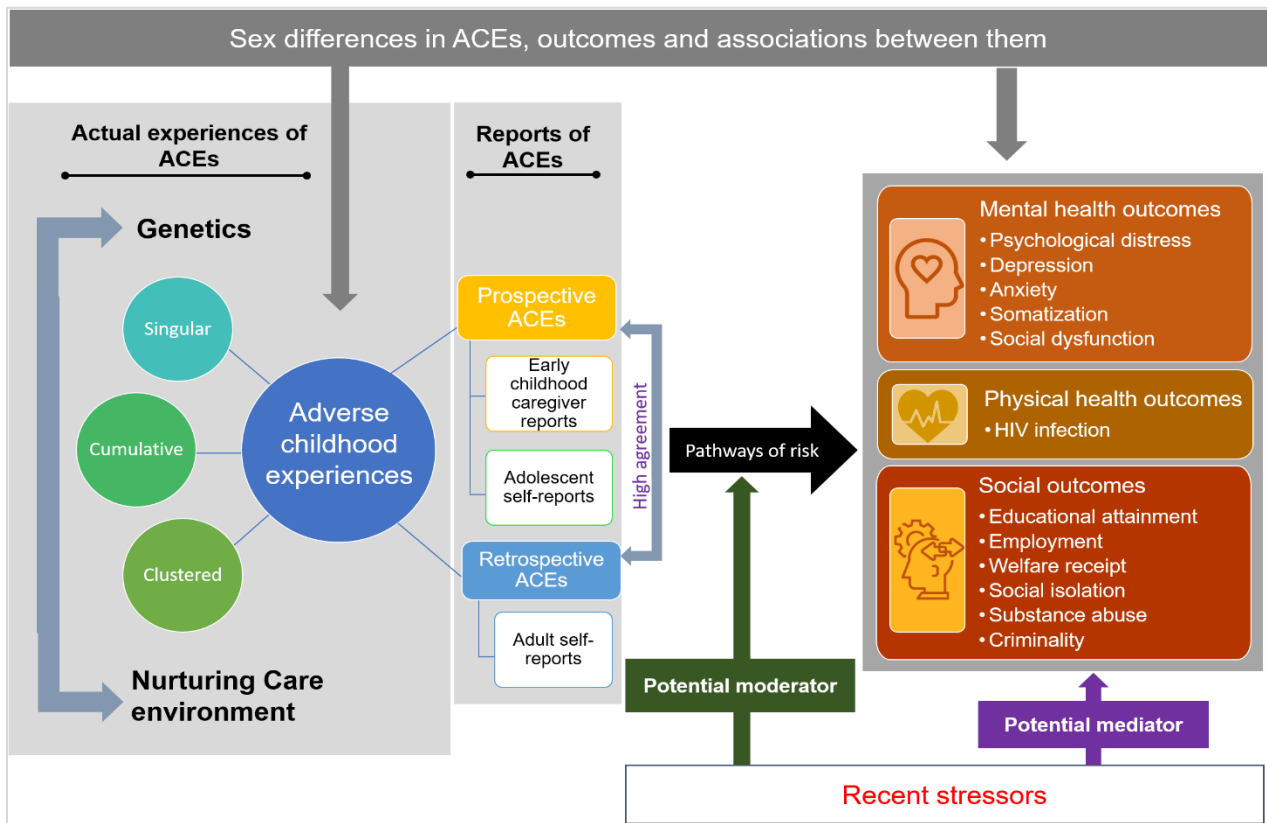 Sex differences in ACEs, outcomes and associations between them
Actual experiences of
ACEs
Genetics
Singular
Cumulative
Clustered
Adverse
childhood
experiences
Nurturing Care
environment
Reports of
ACEs
Prospective
ACEs
Early
childhood
caregiver
reports
Adolescent
self-reports
Retrospective
ACEs
Adult self-
reports
High agreement
Pathways of risk
Mental health outcomes
•Psychological distress
•Depression
•Anxiety
•Somatization
•Social dysfunction
Physical health outcomes
•HIV infection
Social outcomes
•Educational attainment
•Employment
•Welfare receipt
•Social isolation
•Substance abuse
•Criminality
Potential moderator
Potential mediator
Recent stressors